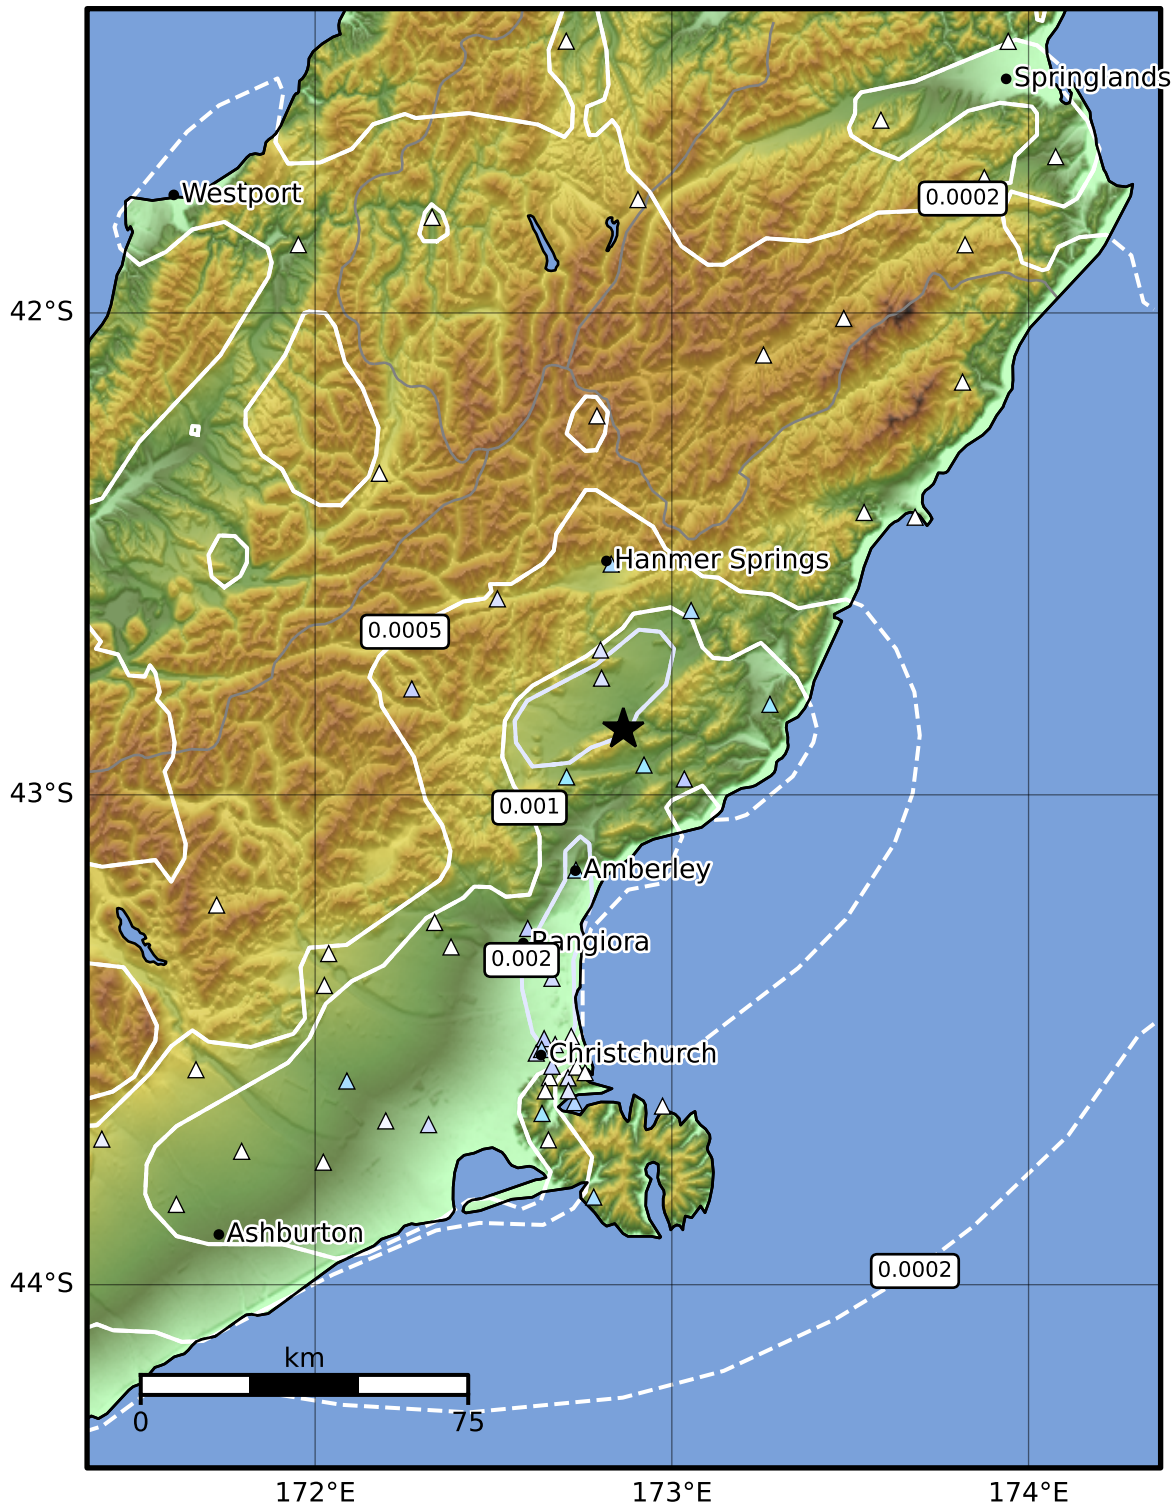 Springlands
Westport
0.0002
42°S
Hanmer Springs
0.0005
43°S
0.001
Amberley
Rangiora
0.002
Christchurch
Ashburton
0.0002
44°S
km
0
75
172°E
173°E
174°E